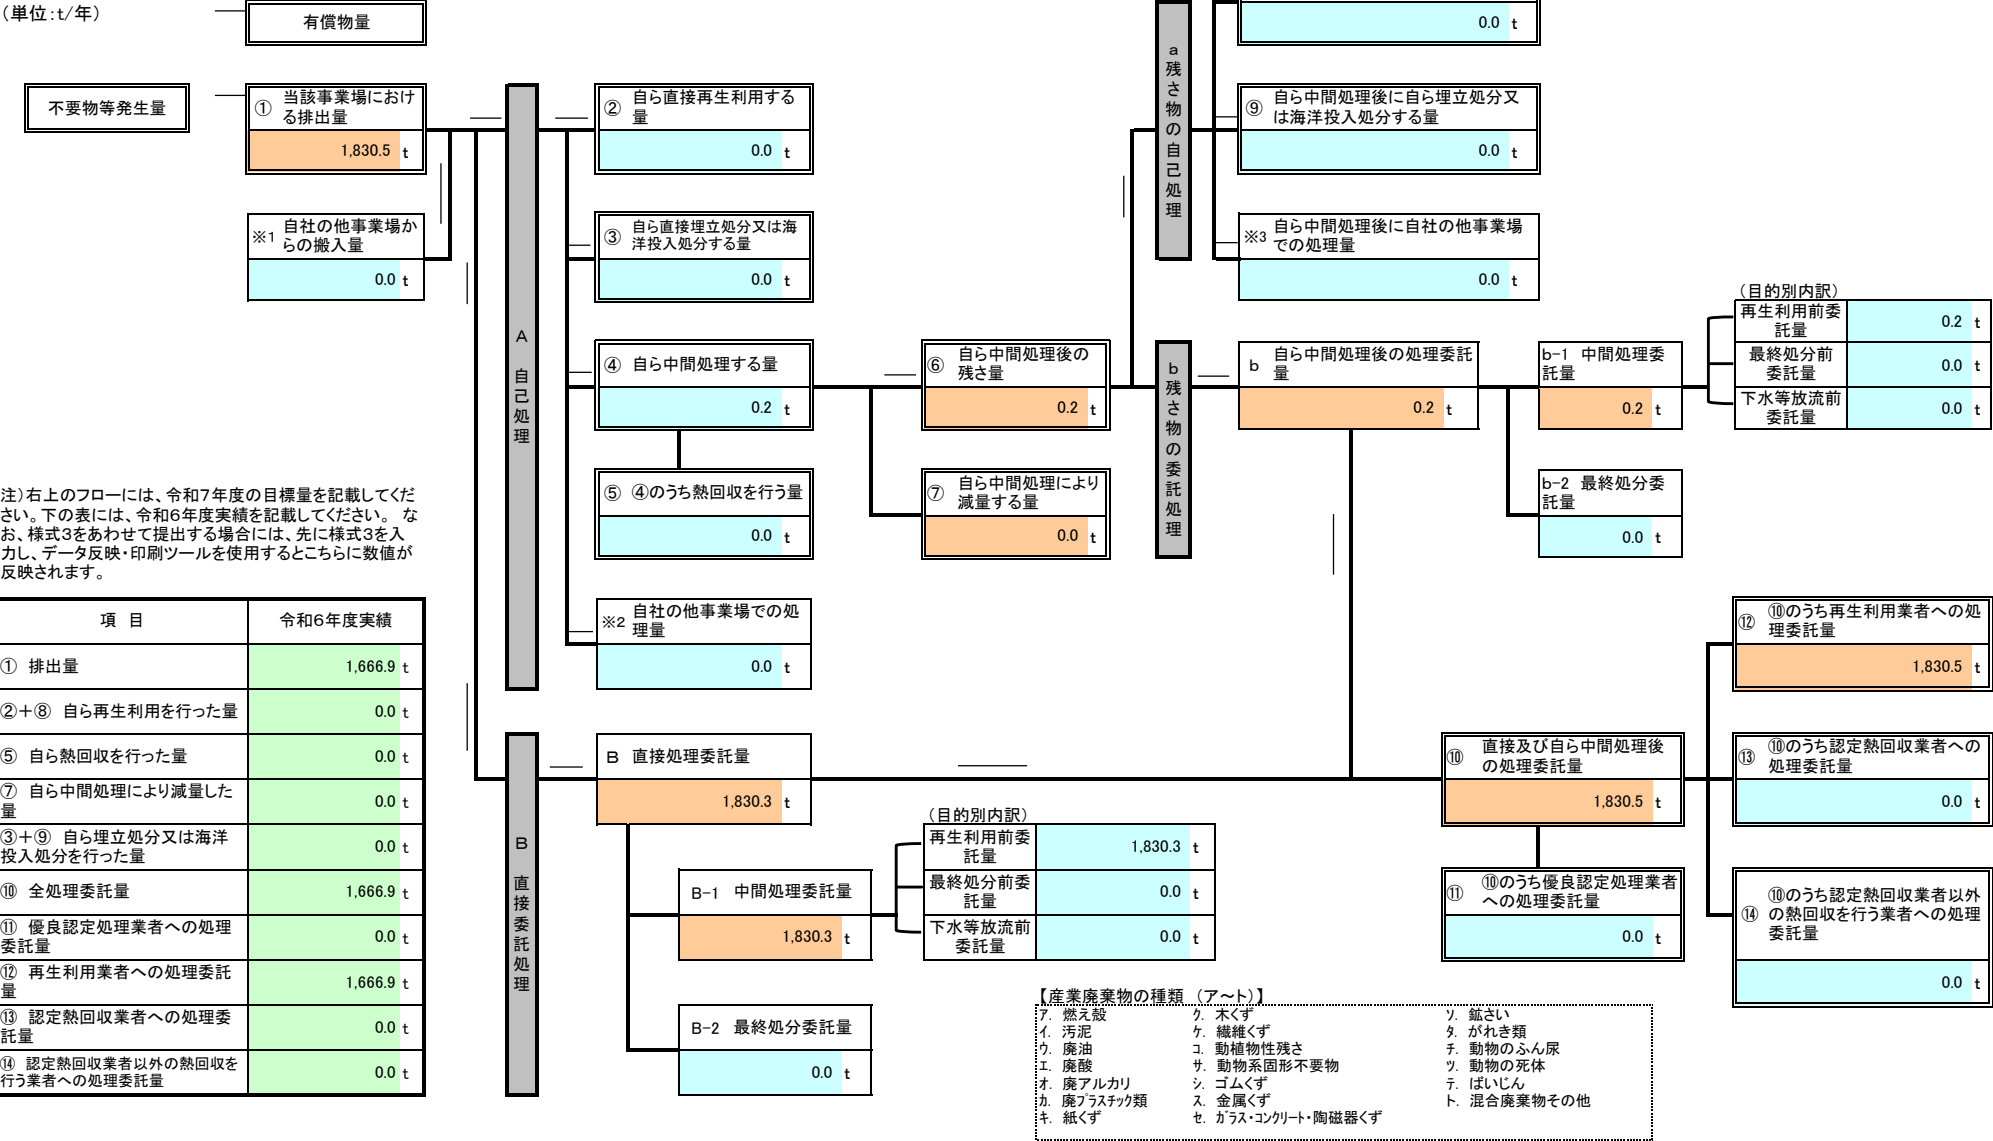 (単位:t/年)
有償物量
0.0 t
不要物等発生量
① 当該事業場におけ
る排出量
1,830.5 t
※1 自社の他事業場か
らの搬入量
0.0 t
A 自己処理
② 自ら直接再生利用する
量
0.0 t
③ 自ら直接埋立処分又は海
洋投入処分する量
0.0 t
④ 自ら中間処理する量
0.2 t
⑤ ④のうち熱回収を行う量
0.0 t
※2 自社の他事業場での処
理量
0.0 t
⑥ 自ら中間処理後の
残さ量
0.2 t
⑦ 自ら中間処理により
減量する量
0.0 t
a残さ物の自己処理
⑨ 自ら中間処理後に自ら埋立処分又
は海洋投入処分する量
0.0 t
※3 自ら中間処理後に自社の他事業場
での処理量
0.0 t
b残さ物の委託処理
b 自ら中間処理後の処理委託
量
0.2 t
b-1 中間処理委
託量
0.2 t
b-2 最終処分委
託量
0.0 t
(目的別内訳)
再生利用前委
託量
0.2 t
最終処分前
委託量
0.0 t
下水等放流前
委託量
0.0 t
注)右上のフローには、令和7年度の目標量を記載してくだ
さい。下の表には、令和6年度実績を記載してください。 な
お、様式3をあわせて提出する場合には、先に様式3を入
力し、データ反映・印刷ツールを使用するとこちらに数値が
反映されます。
項 目 令和6年度実績
① 排出量 1,666.9 t
②+⑧ 自ら再生利用を行った量 0.0 t
⑤ 自ら熱回収を行った量 0.0 t
⑦ 自ら中間処理により減量した
量 0.0 t
③+⑨ 自ら埋立処分又は海洋
投入処分を行った量 0.0 t
⑩ 全処理委託量 1,666.9 t
⑪ 優良認定処理業者への処理
委託量 0.0 t
⑫ 再生利用業者への処理委託
量 1,666.9 t
⑬ 認定熱回収業者への処理委
託量 0.0 t
⑭ 認定熱回収業者以外の熱回収を
行う業者への処理委託量 0.0 t
B 直接委託処理
B 直接処理委託量
1,830.3 t
B-1 中間処理委託量
1,830.3 t
B-2 最終処分委託量
0.0 t
(目的別内訳)
再生利用前委
託量
1,830.3 t
最終処分前委
託量
0.0 t
下水等放流前
委託量
0.0 t
⑩ 直接及び自ら中間処理後
の処理委託量
1,830.5 t
⑪ ⑩のうち優良認定処理業者
への処理委託量
0.0 t
⑫ ⑩のうち再生利用業者への処
理委託量
1,830.5 t
⑬ ⑩のうち認定熱回収業者への
処理委託量
0.0 t
⑭ ⑩のうち認定熱回収業者以外
の熱回収を行う業者への処理
委託量
0.0 t
【産業廃棄物の種類 (ア~ト)】
ア. 燃え殻 ク. 木くず ソ. 鉱さい
イ. 汚泥 ケ. 繊維くず タ. がれき類
ウ. 廃油 コ. 動植物性残さ チ. 動物のふん尿
エ. 廃酸 サ. 動物系固形不要物 ツ. 動物の死体
オ. 廃アルカリ シ. ゴムくず テ. ばいじん
カ. 廃プラスチック類 ス. 金属くず ト. 混合廃棄物その他
キ. 紙くず セ. ガラス・コンクリート・陶磁器くず